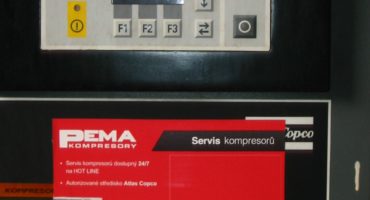 F1 F2 F3
PEMA
KOMPRESORY
Servis kompresorů
Copco
• Servis kompresorů dostupný 24/7
na HOT LINE
• Autorizované středisko Atlas Copco
KOMPRESOR